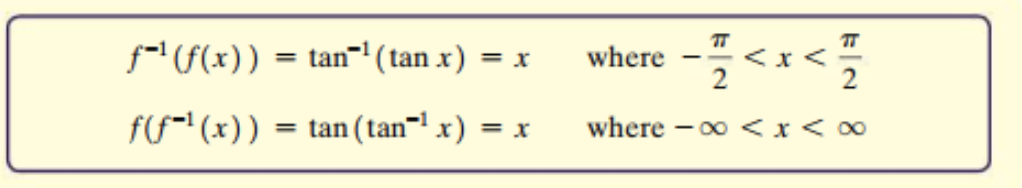 f⁻¹(f(x)) = tan⁻¹(tan x) = x where −π/2 < x < π/2
f(f⁻¹(x)) = tan(tan⁻¹ x) = x where −∞ < x < ∞